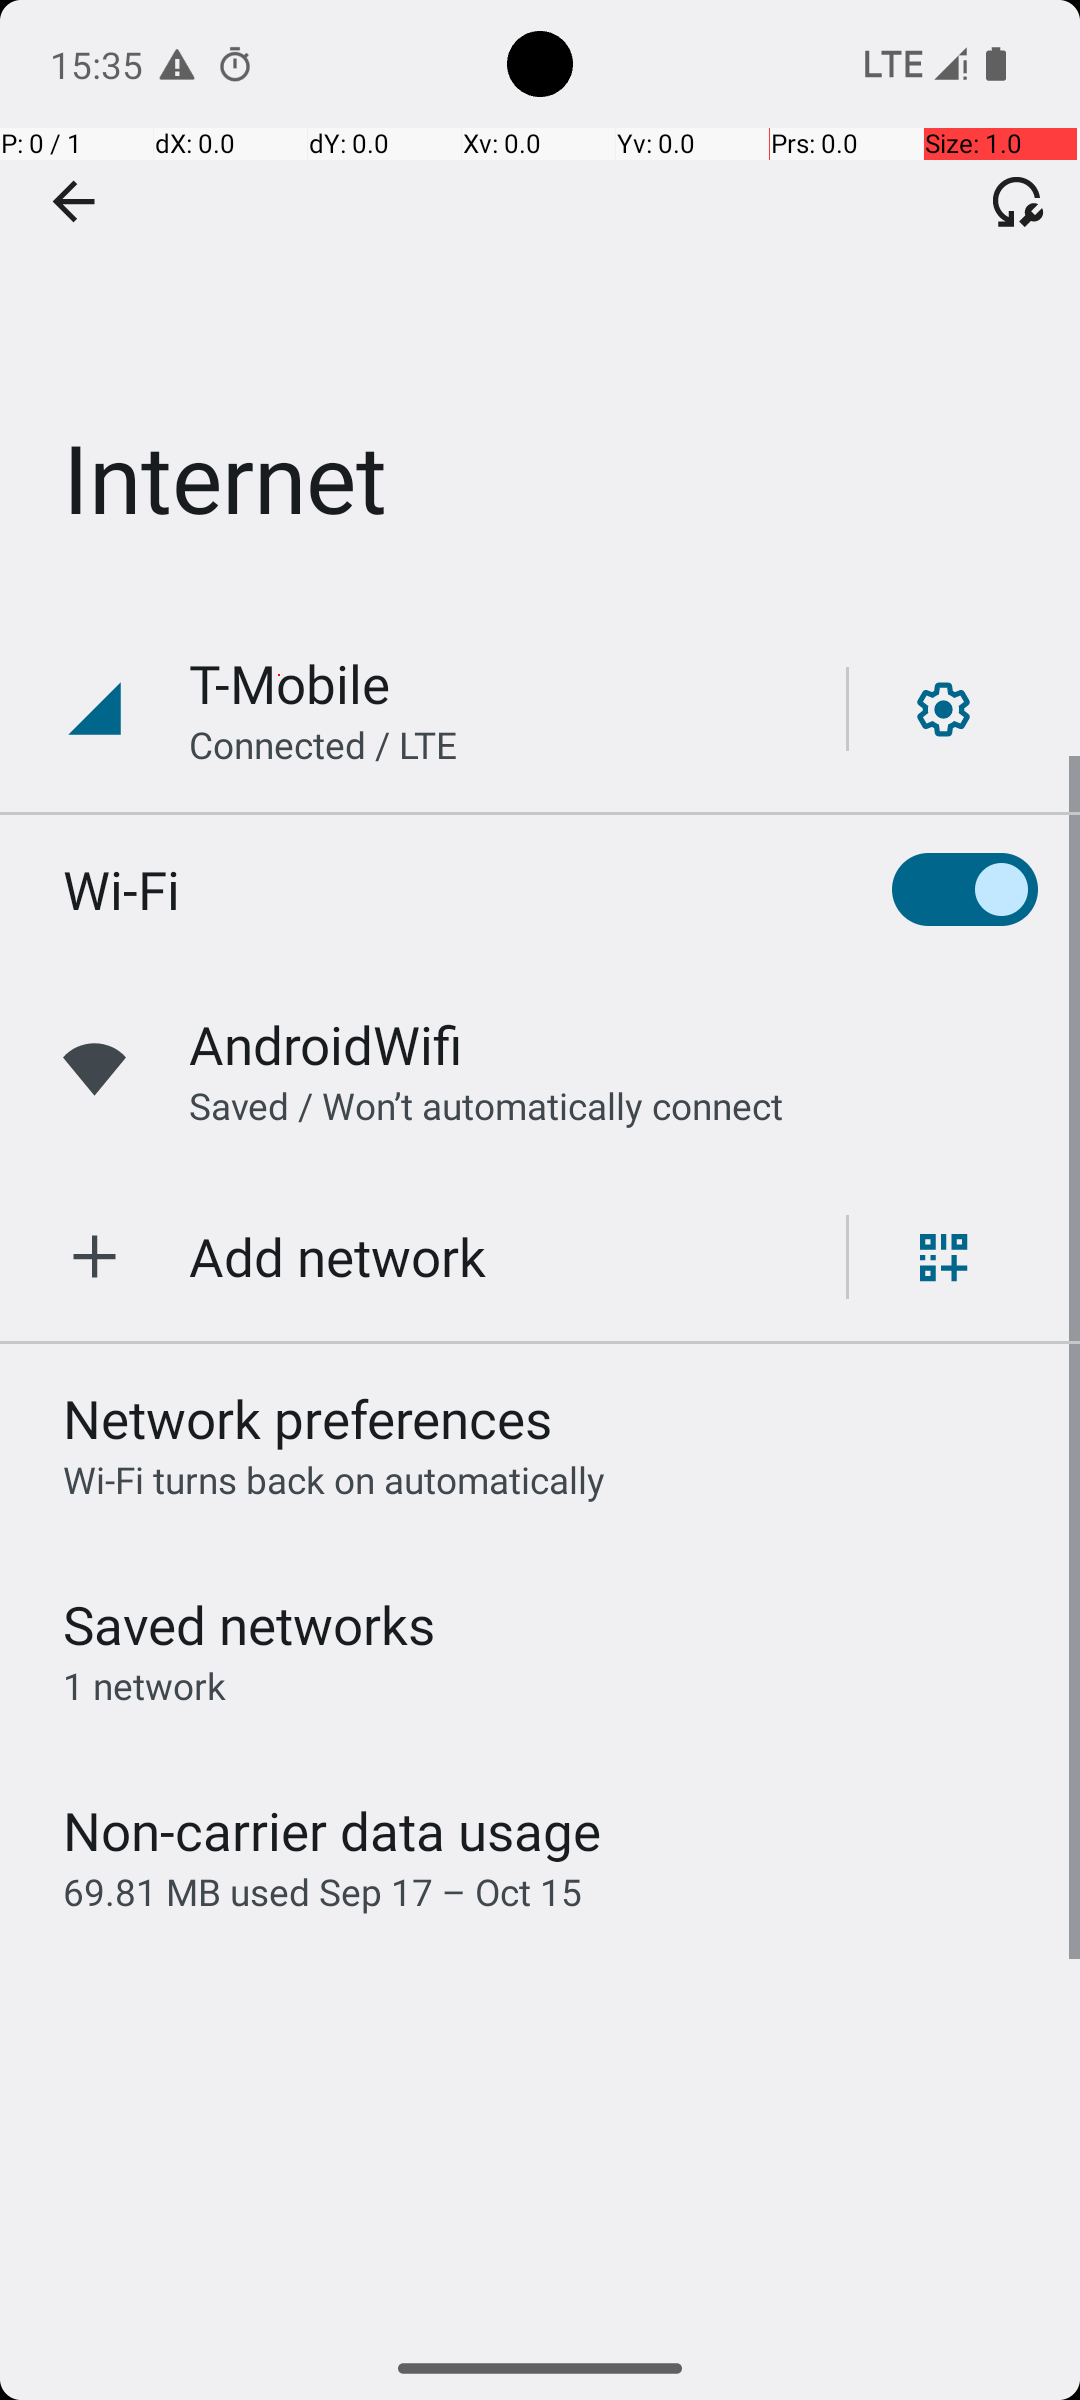 15:35 LTE
P: 0 / 1 dX: 0.0 dY: 0.0 Xv: 0.0 Yv: 0.0 Prs: 0.0 Size: 1.0
Internet
T-Mobile
Connected / LTE
Wi-Fi
AndroidWifi
Saved / Won’t automatically connect
Add network
Network preferences
Wi-Fi turns back on automatically
Saved networks
1 network
Non-carrier data usage
69.81 MB used Sep 17 – Oct 15